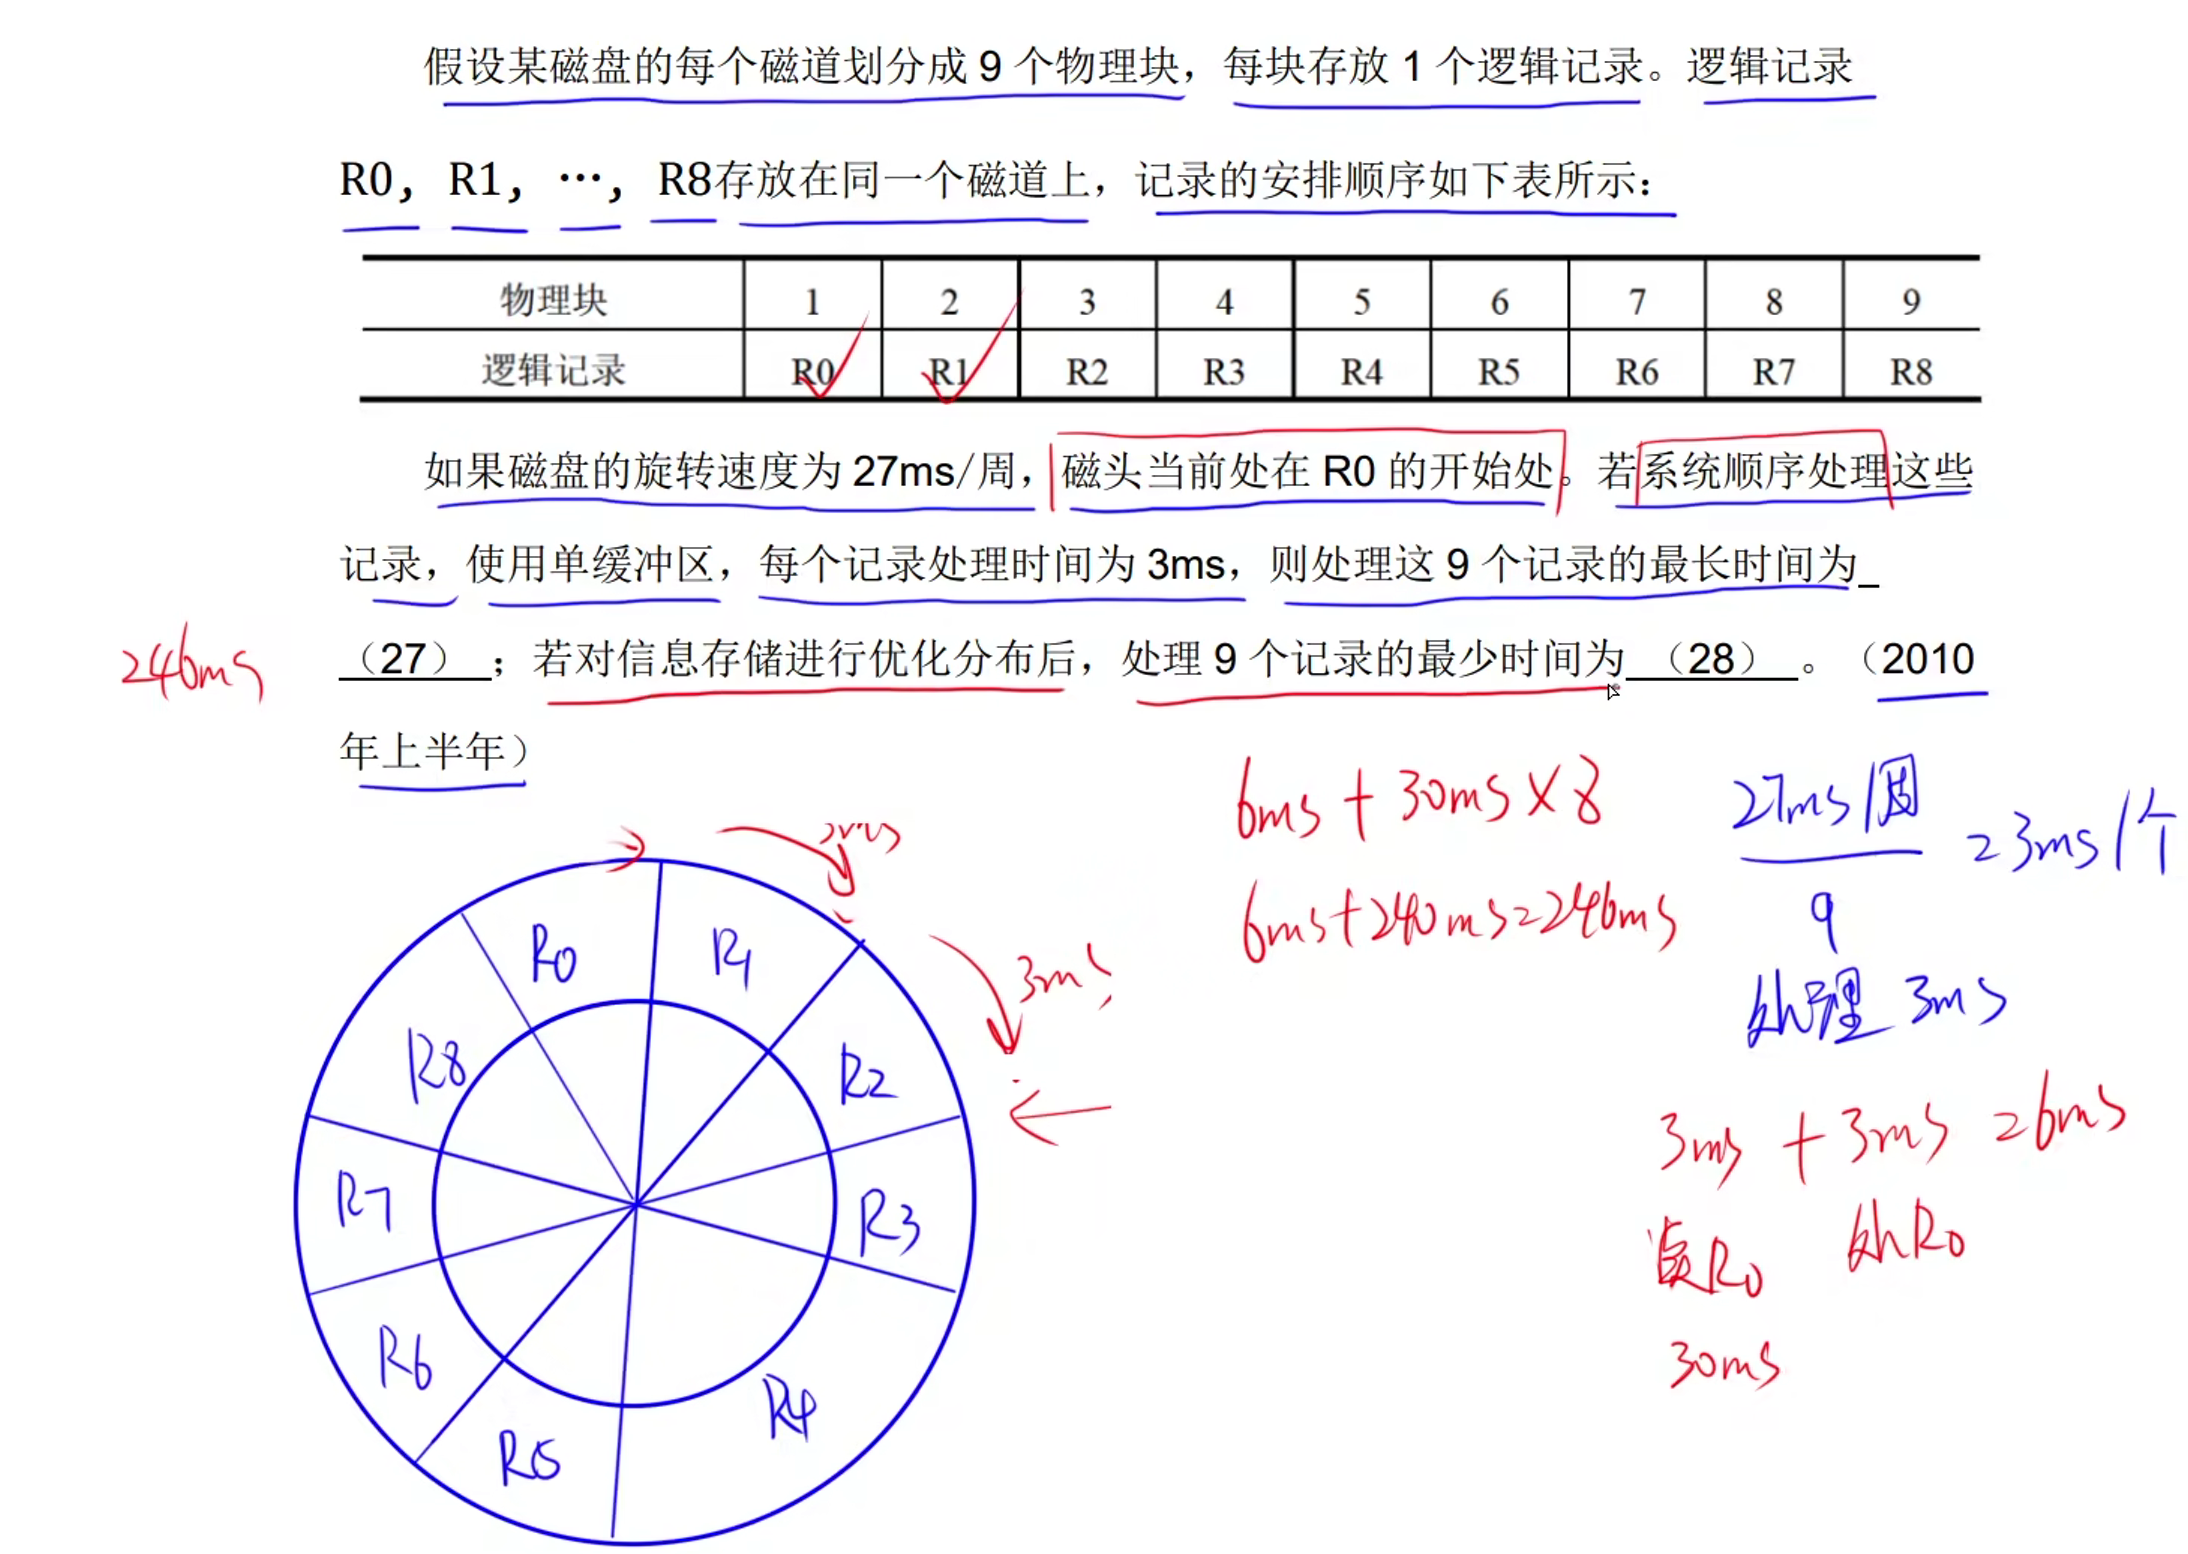 假设某磁盘的每个磁道划分成 9 个物理块，每块存放 1 个逻辑记录。逻辑记录
R0，R1，…，R8存放在同一个磁道上，记录的安排顺序如下表所示：
物理块 1 2 3 4 5 6 7 8 9
逻辑记录 R0 R1 R2 R3 R4 R5 R6 R7 R8
如果磁盘的旋转速度为 27ms/周，磁头当前处在 R0 的开始处。若系统顺序处理这些
记录，使用单缓冲区，每个记录处理时间为 3ms，则处理这 9 个记录的最长时间为_
（27）；若对信息存储进行优化分布后，处理 9 个记录的最少时间为（28）。（2010
年上半年）
246ms
6ms + 30ms × 8
6ms+240ms=246ms
27ms/周
9
=3ms/个
处理 3ms
3ms + 3ms =6ms
读R0 处R0
30ms
3ms
3ms
R0
R1
R2
R3
R4
R5
R6
R7
R8